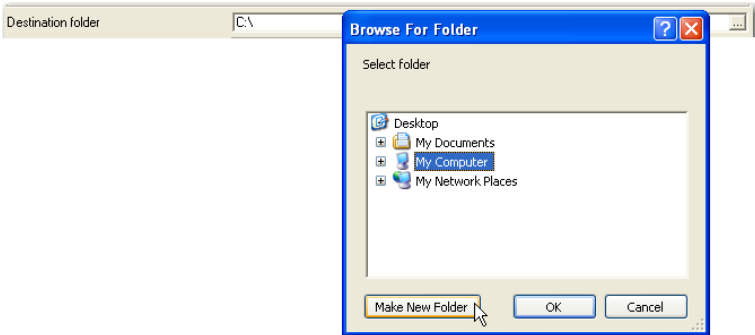 Destination folder C:\ ...
Browse For Folder
Select folder
Desktop
My Documents
My Computer
My Network Places
Make New Folder OK Cancel